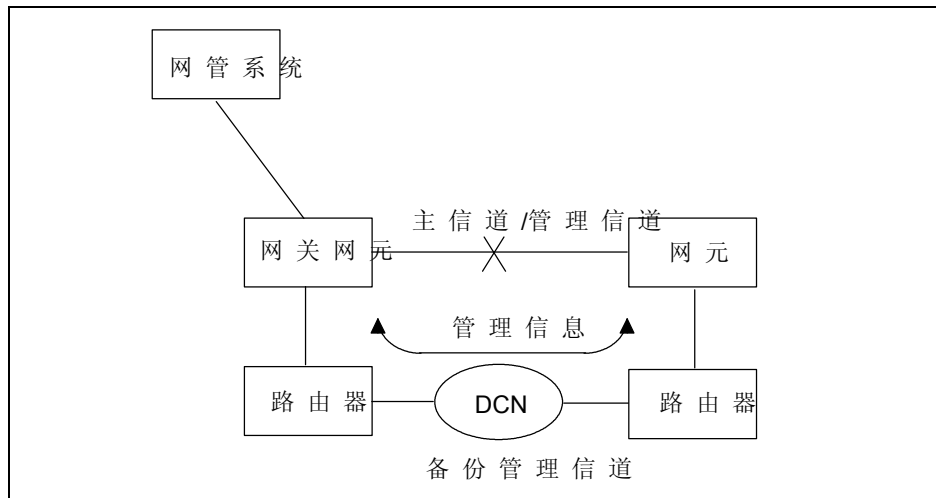 网管系统
主信道/管理信道
网关网元
网元
管理信息
路由器
DCN
路由器
备份管理信道